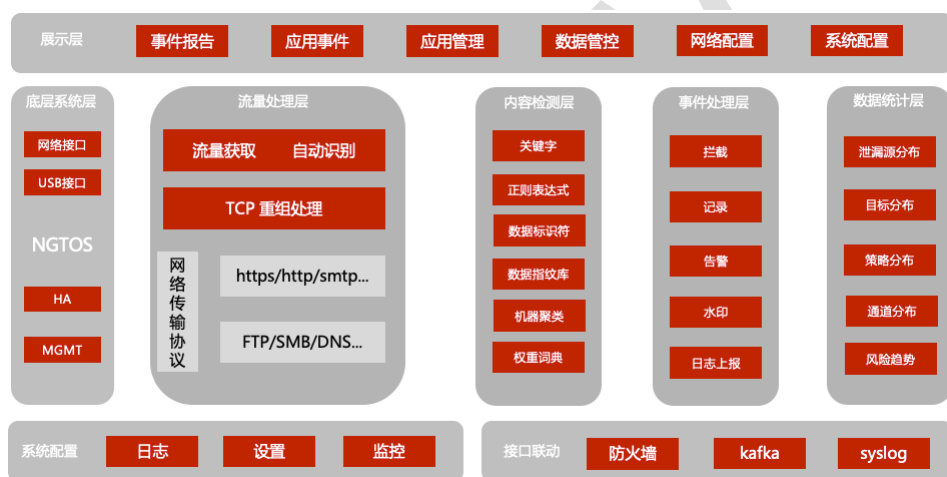 展示层 事件报告 应用事件 应用管理 数据管控 网络配置 系统配置
底层系统层
网络接口
USB接口
NGTOS
HA
MGMT
流量处理层
流量获取 自动识别
TCP 重组处理
网络传输协议
https/http/smtp...
FTP/SMB/DNS...
内容检测层
关键字
正则表达式
数据标识符
数据指纹库
机器聚类
权重词典
事件处理层
拦截
记录
告警
水印
日志上报
数据统计层
泄漏源分布
目标分布
策略分布
通道分布
风险趋势
系统配置 日志 设置 监控
接口联动 防火墙 kafka syslog